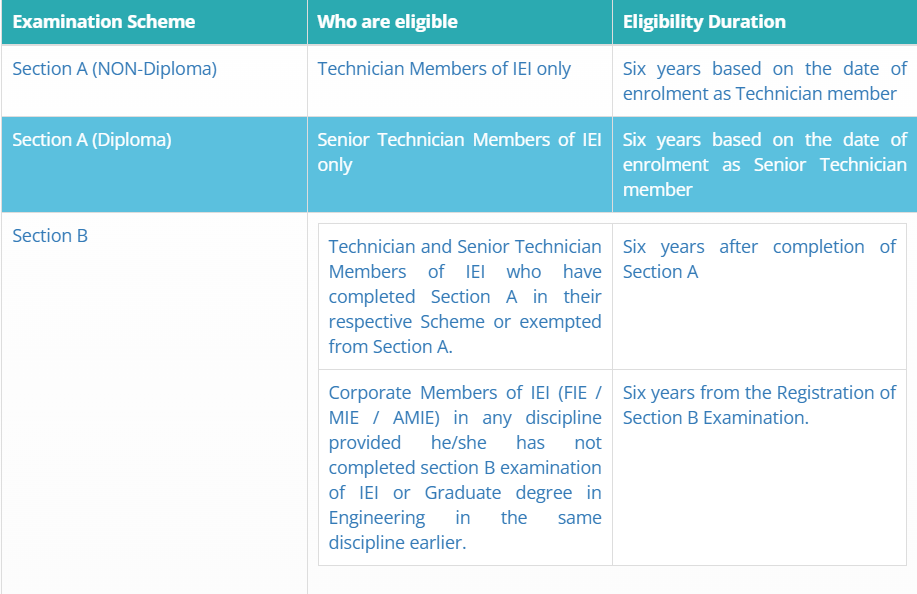 Examination Scheme
Who are eligible
Eligibility Duration
Section A (NON-Diploma)
Technician Members of IEI only
Six years based on the date of
enrolment as Technician member
Section A (Diploma)
Senior Technician Members of IEI
only
Six years based on the date of
enrolment as Senior Technician
member
Section B
Technician and Senior Technician
Members of IEI who have
completed Section A in their
respective Scheme or exempted
from Section A.
Six years after completion of
Section A
Corporate Members of IEI (FIE /
MIE / AMIE) in any discipline
provided he/she has not
completed section B examination
of IEI or Graduate degree in
Engineering in the same
discipline earlier.
Six years from the Registration of
Section B Examination.